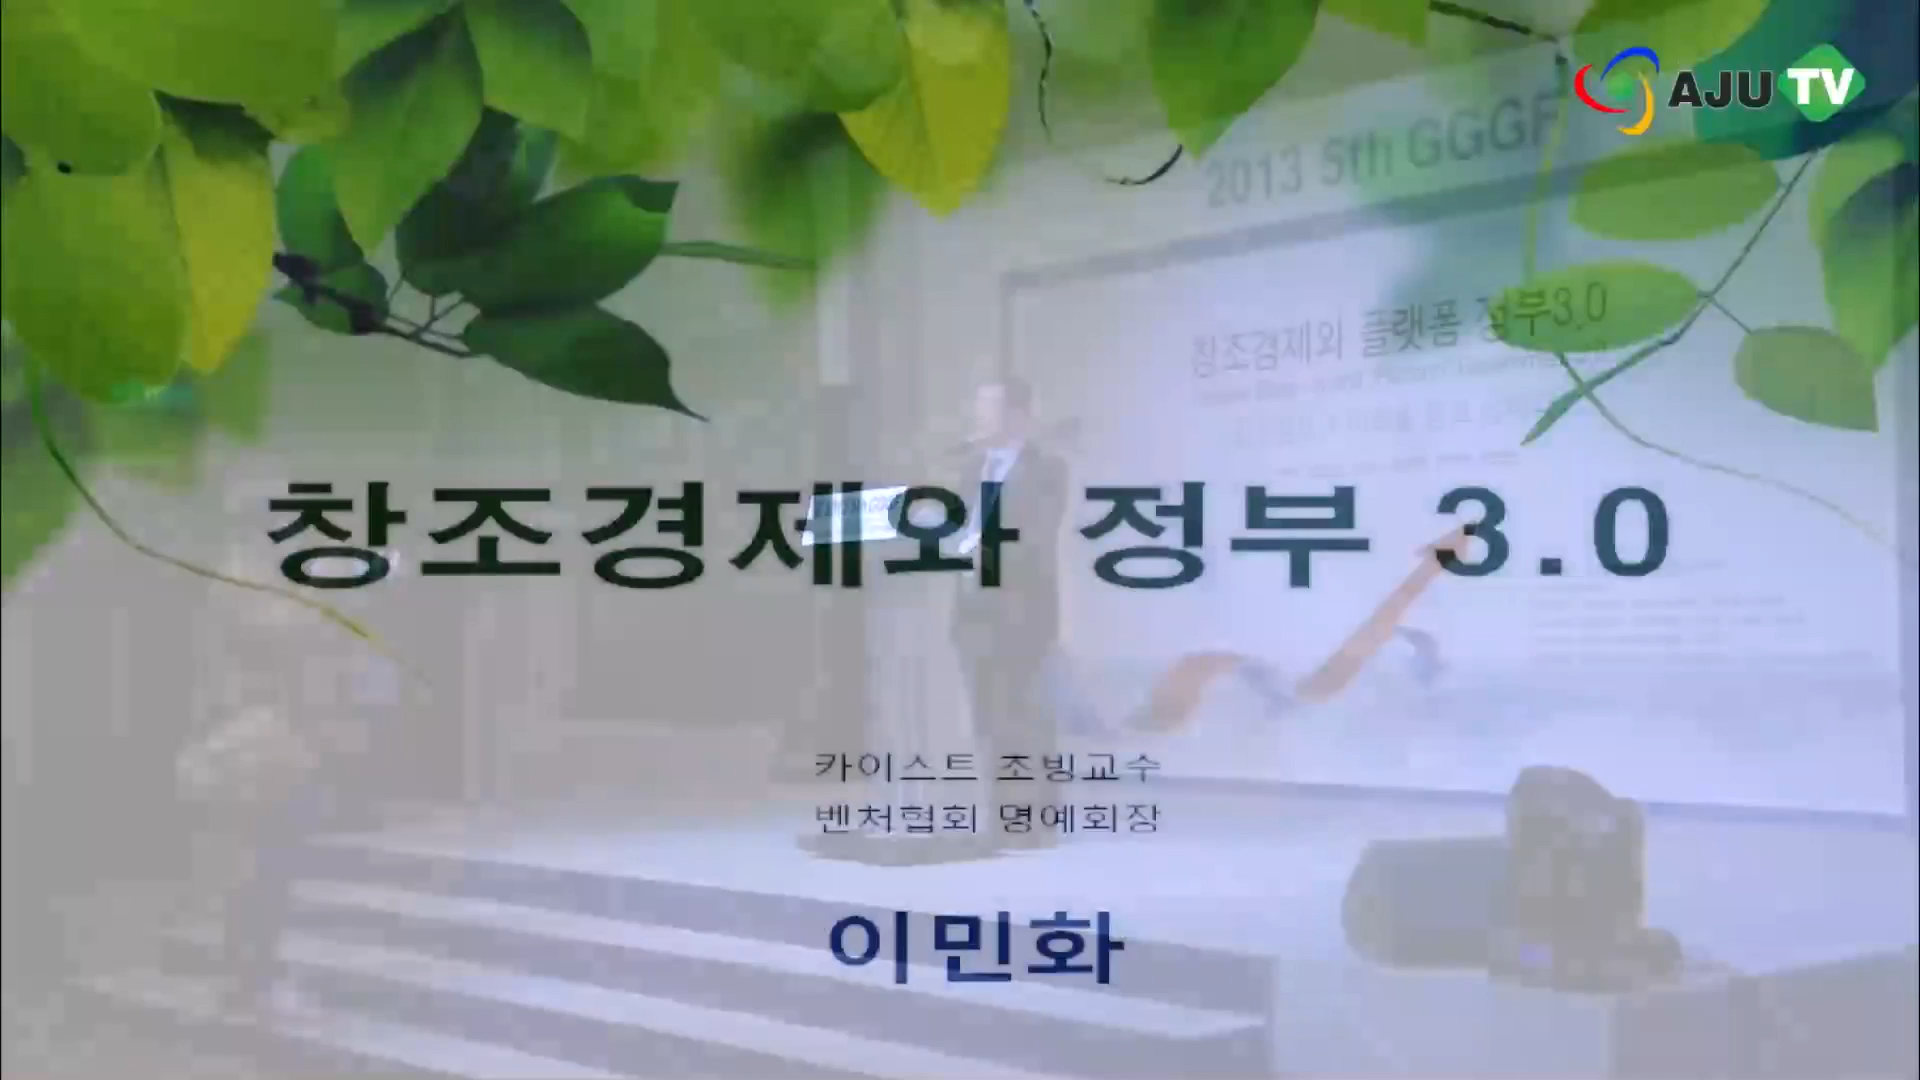 AJU TV
2013 5th GGGF
창조경제와 플랫폼 정부3.0
창조경제와 정부 3.0
카이스트 초빙교수
벤처협회 명예회장
이민화